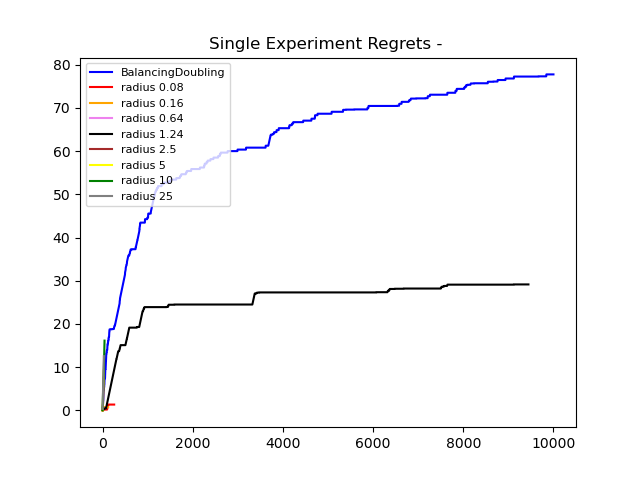 Single Experiment Regrets -
80
70
60
50
40
30
20
10
0
BalancingDoubling
radius 0.08
radius 0.16
radius 0.64
radius 1.24
radius 2.5
radius 5
radius 10
radius 25
0 2000 4000 6000 8000 10000